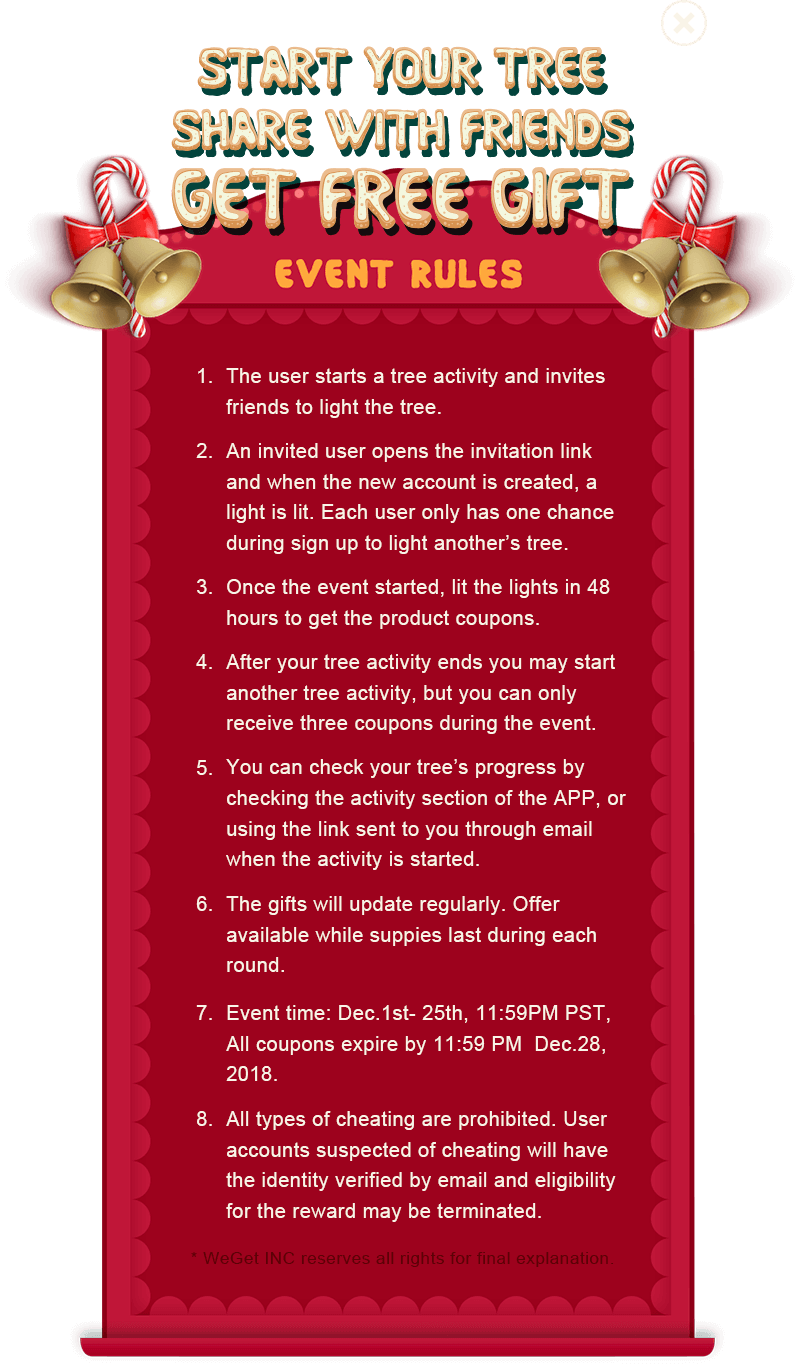 START YOUR TREE
SHARE WITH FRIENDS
GET FREE GIFT
EVENT RULES
1. The user starts a tree activity and invites
friends to light the tree.
2. An invited user opens the invitation link
and when the new account is created, a
light is lit. Each user only has one chance
during sign up to light another’s tree.
3. Once the event started, lit the lights in 48
hours to get the product coupons.
4. After your tree activity ends you may start
another tree activity, but you can only
receive three coupons during the event.
5. You can check your tree’s progress by
checking the activity section of the APP, or
using the link sent to you through email
when the activity is started.
6. The gifts will update regularly. Offer
available while suppies last during each
round.
7. Event time: Dec.1st- 25th, 11:59PM PST,
All coupons expire by 11:59 PM  Dec.28,
2018.
8. All types of cheating are prohibited. User
accounts suspected of cheating will have
the identity verified by email and eligibility
for the reward may be terminated.
* WeGet INC reserves all rights for final explanation.